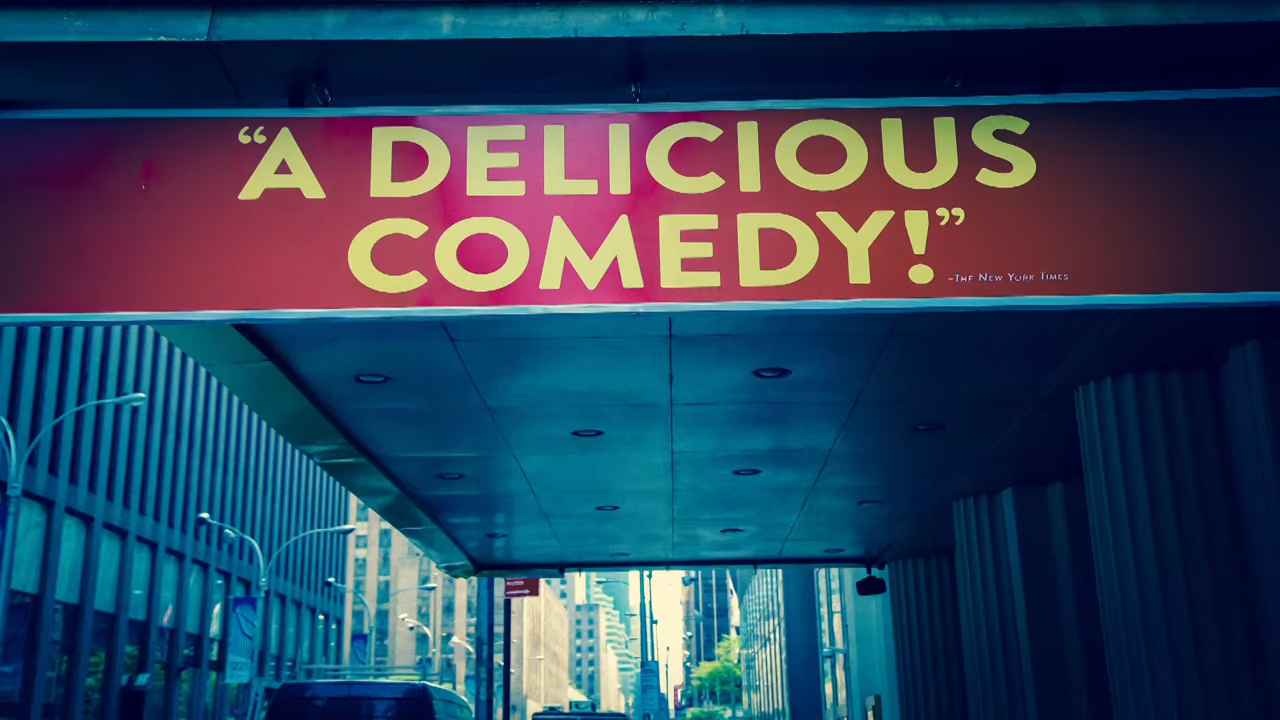 “A DELICIOUS
COMEDY!”
–THE NEW YORK TIMES